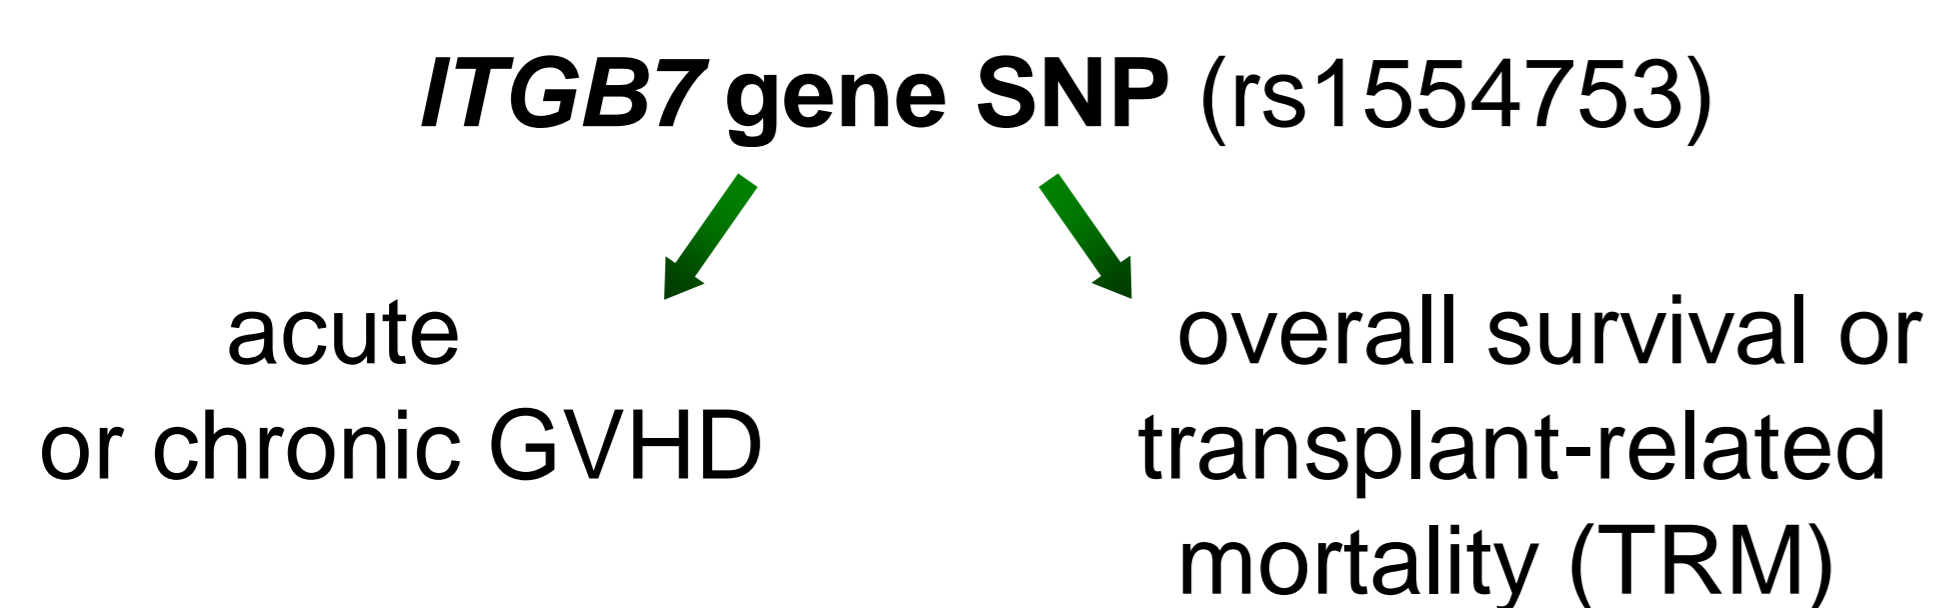 ITGB7 gene SNP (rs1554753)
acute
or chronic GVHD
overall survival or
transplant-related
mortality (TRM)